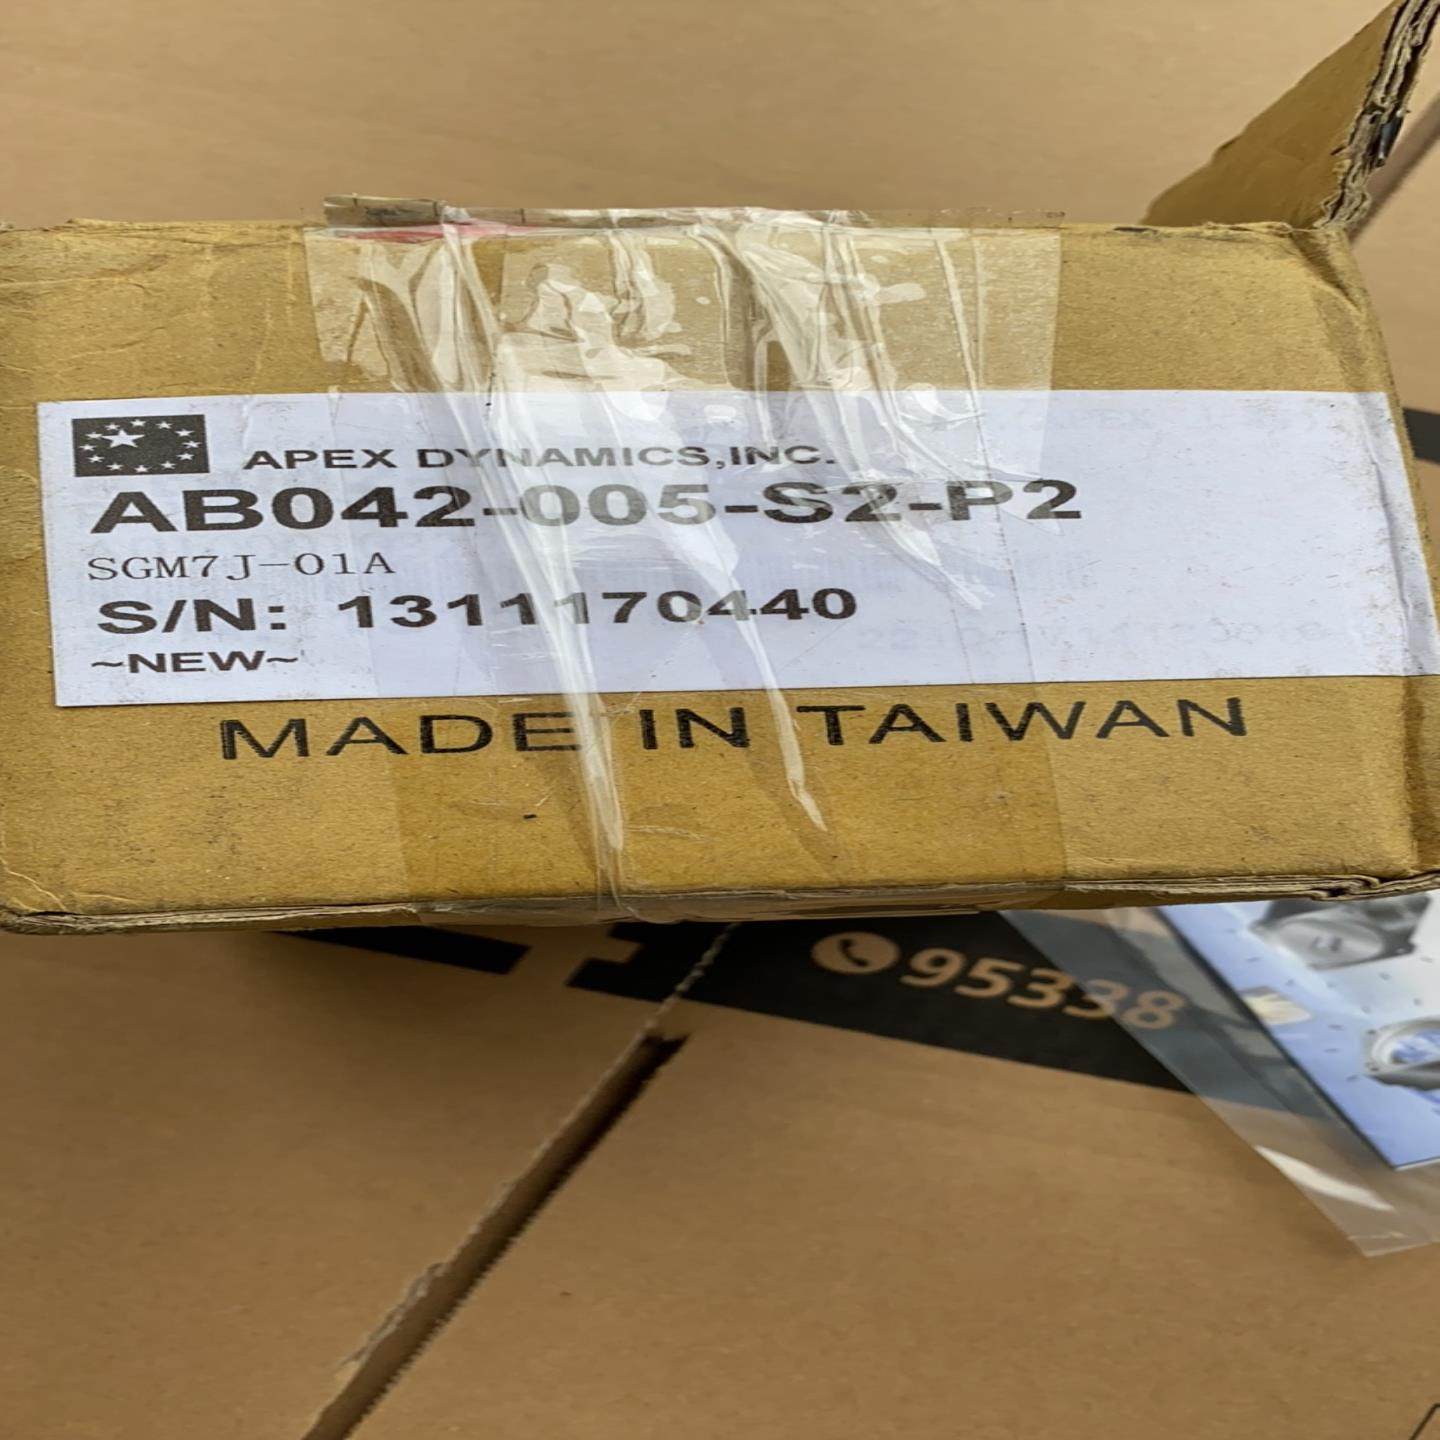 APEX DYNAMICS,INC.
AB042-005-S2-P2
SGM7J-01A
S/N: 1311170440
~NEW~
MADE IN TAIWAN
95338